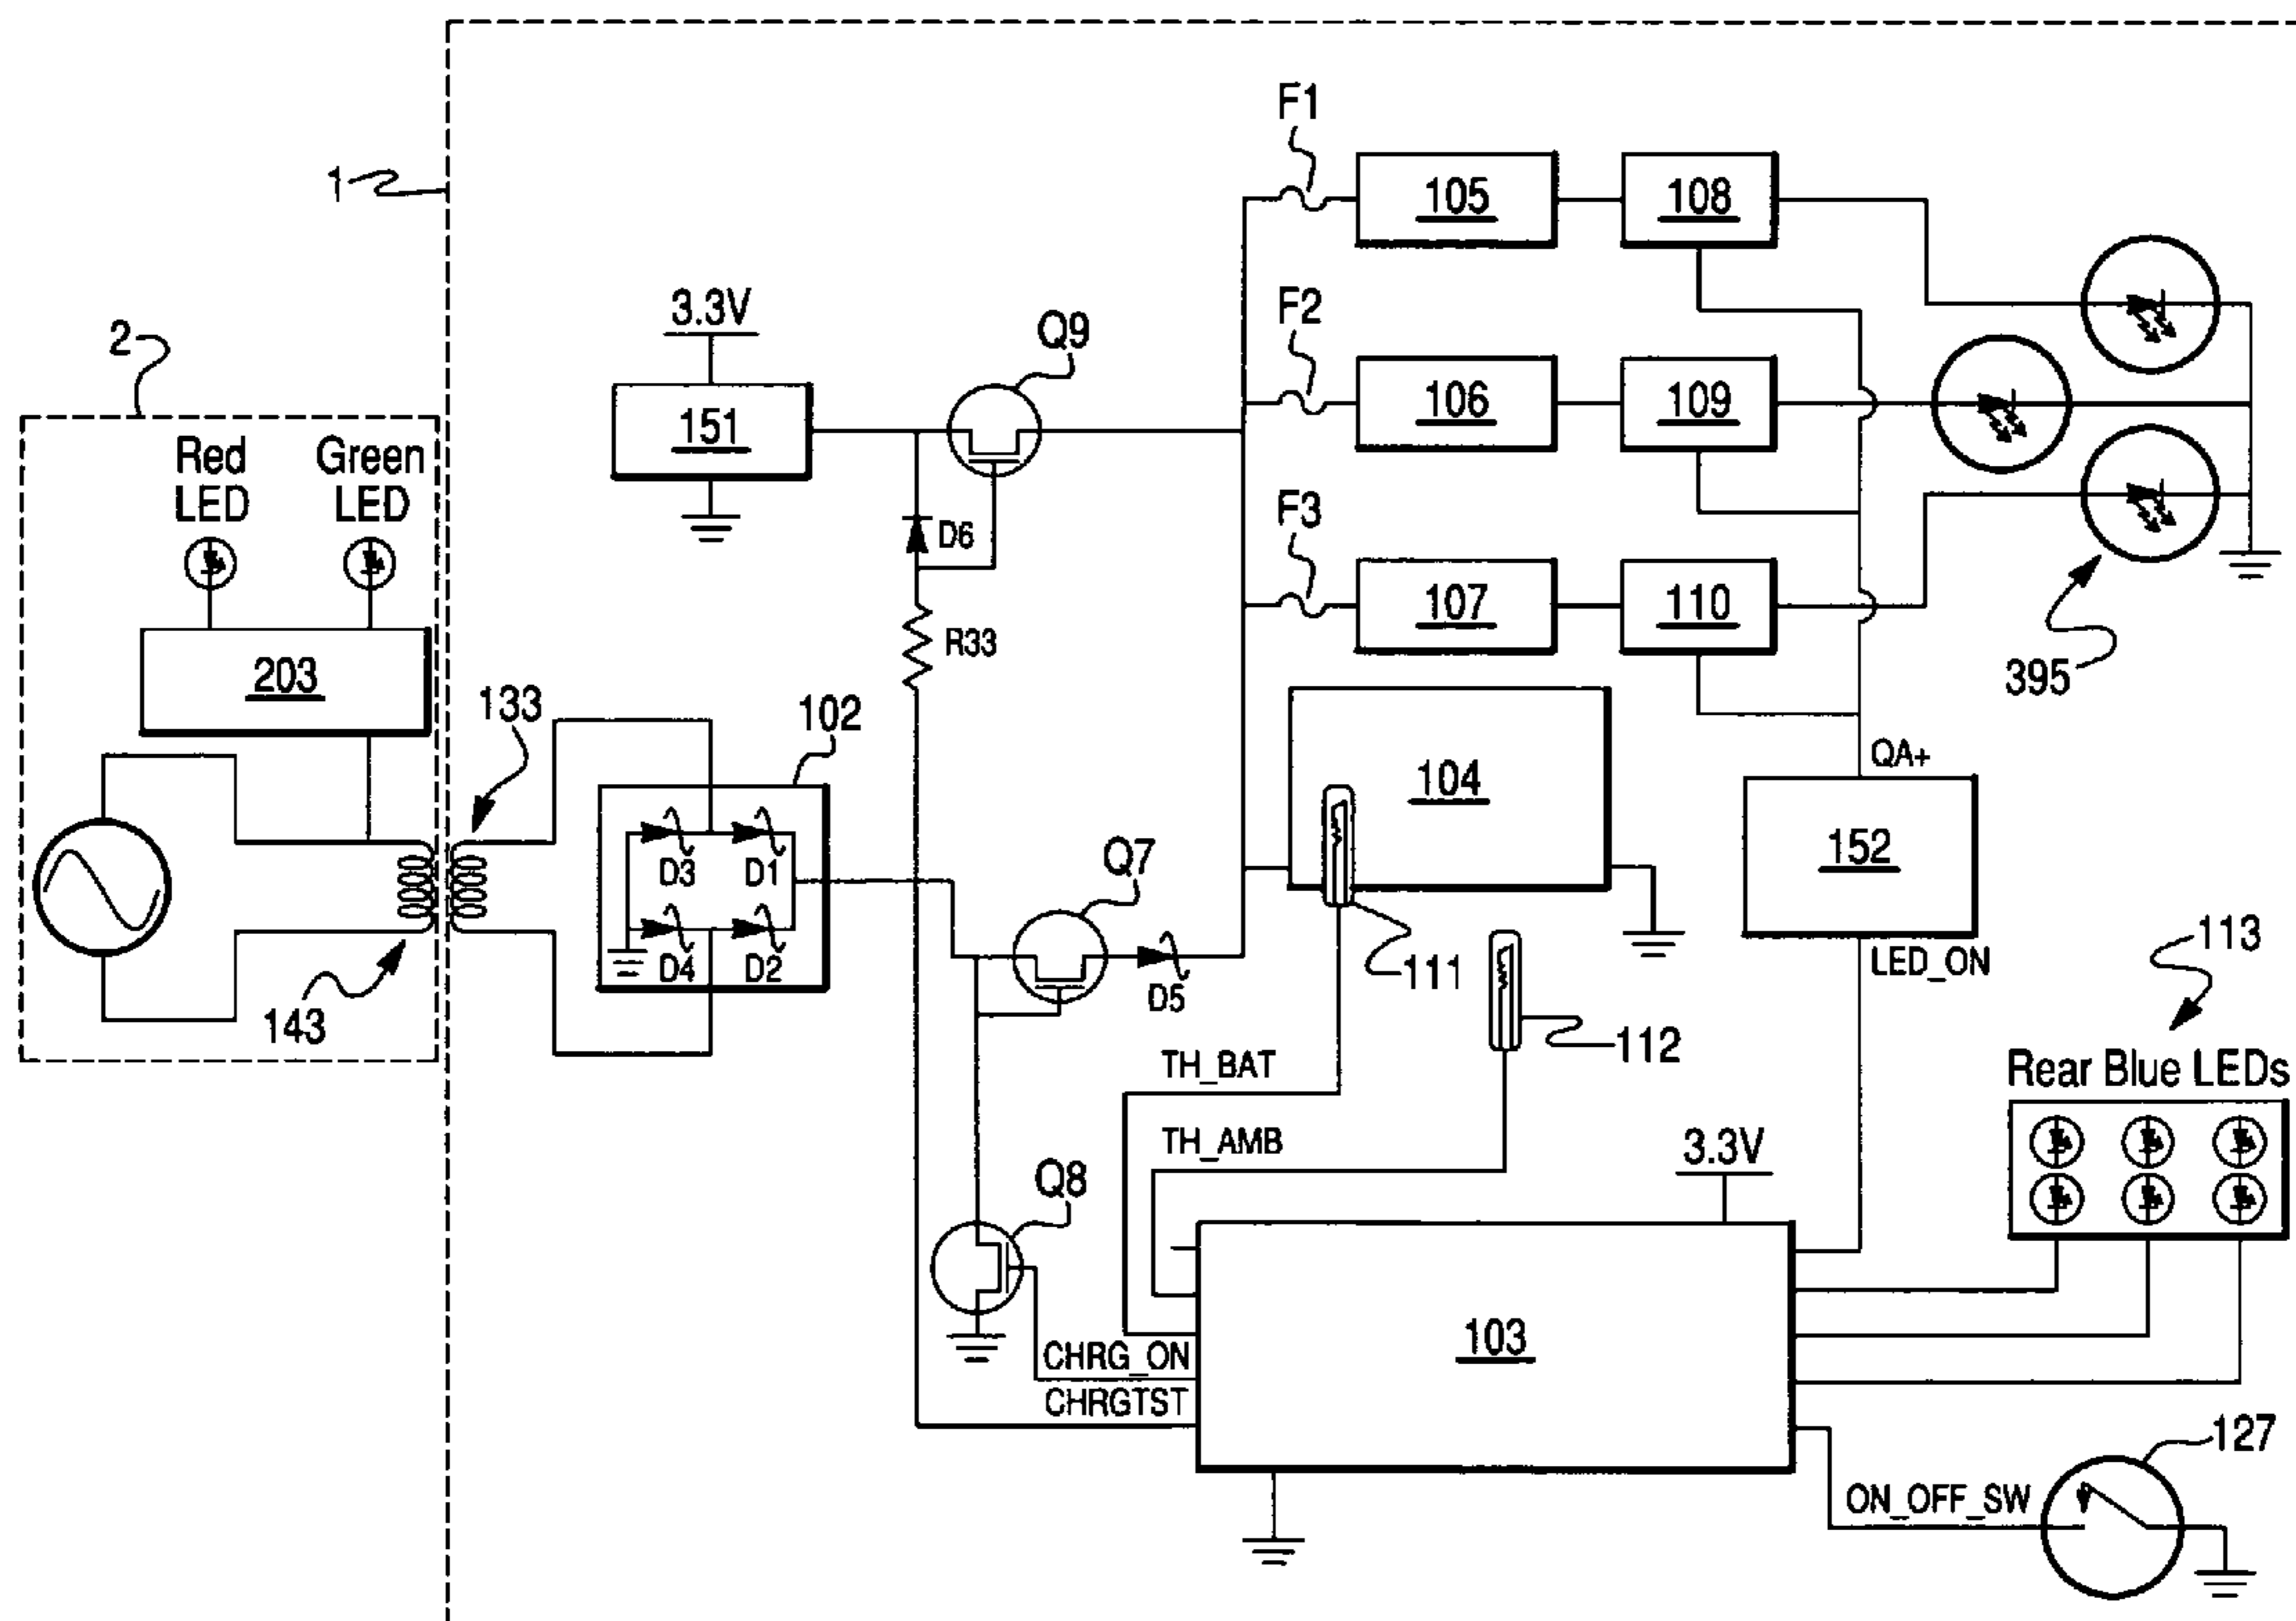 F1
1
105
108
3.3V
Q9
F2
2
151
106
109
Red
LED
Green
LED
F3
D6
107
110
R33
395
203
133
102
104
QA+
152
D3
D1
Q7
D4
D2
D5
111
LED_ON
113
143
112
TH_BAT
Rear Blue LEDs
TH_AMB
3.3V
Q8
103
CHRG_ON
CHRGTST
127
ON_OFF_SW